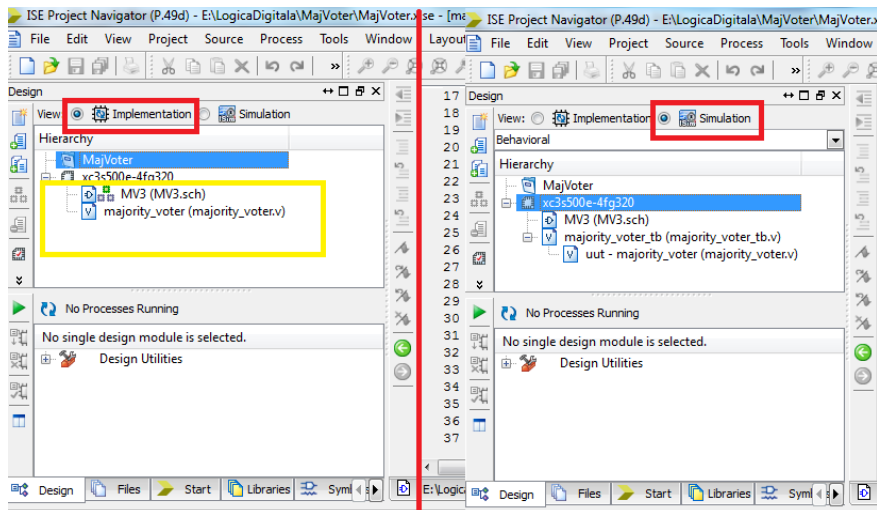 ISE Project Navigator (P.49d) - E:\LogicaDigitala\MajVoter\MajVoter.xise - [ma
File Edit View Project Source Process Tools Window Layout
»
Design
View: Implementation Simulation
Hierarchy
MajVoter
xc3s500e-4fg320
MV3 (MV3.sch)
majority_voter (majority_voter.v)
No Processes Running
No single design module is selected.
Design Utilities
Design Files Start Libraries Symb
17
18
19
20
21
22
23
24
25
26
27
28
29
30
31
32
33
34
35
36
37
E:\Logic
ISE Project Navigator (P.49d) - E:\LogicaDigitala\MajVoter\MajVoter.x
File Edit View Project Source Process Tools Window
»
Design
View: Implementation Simulation
Behavioral
Hierarchy
MajVoter
xc3s500e-4fg320
MV3 (MV3.sch)
majority_voter_tb (majority_voter_tb.v)
uut - majority_voter (majority_voter.v)
No Processes Running
No single design module is selected.
Design Utilities
Design Files Start Libraries Symb